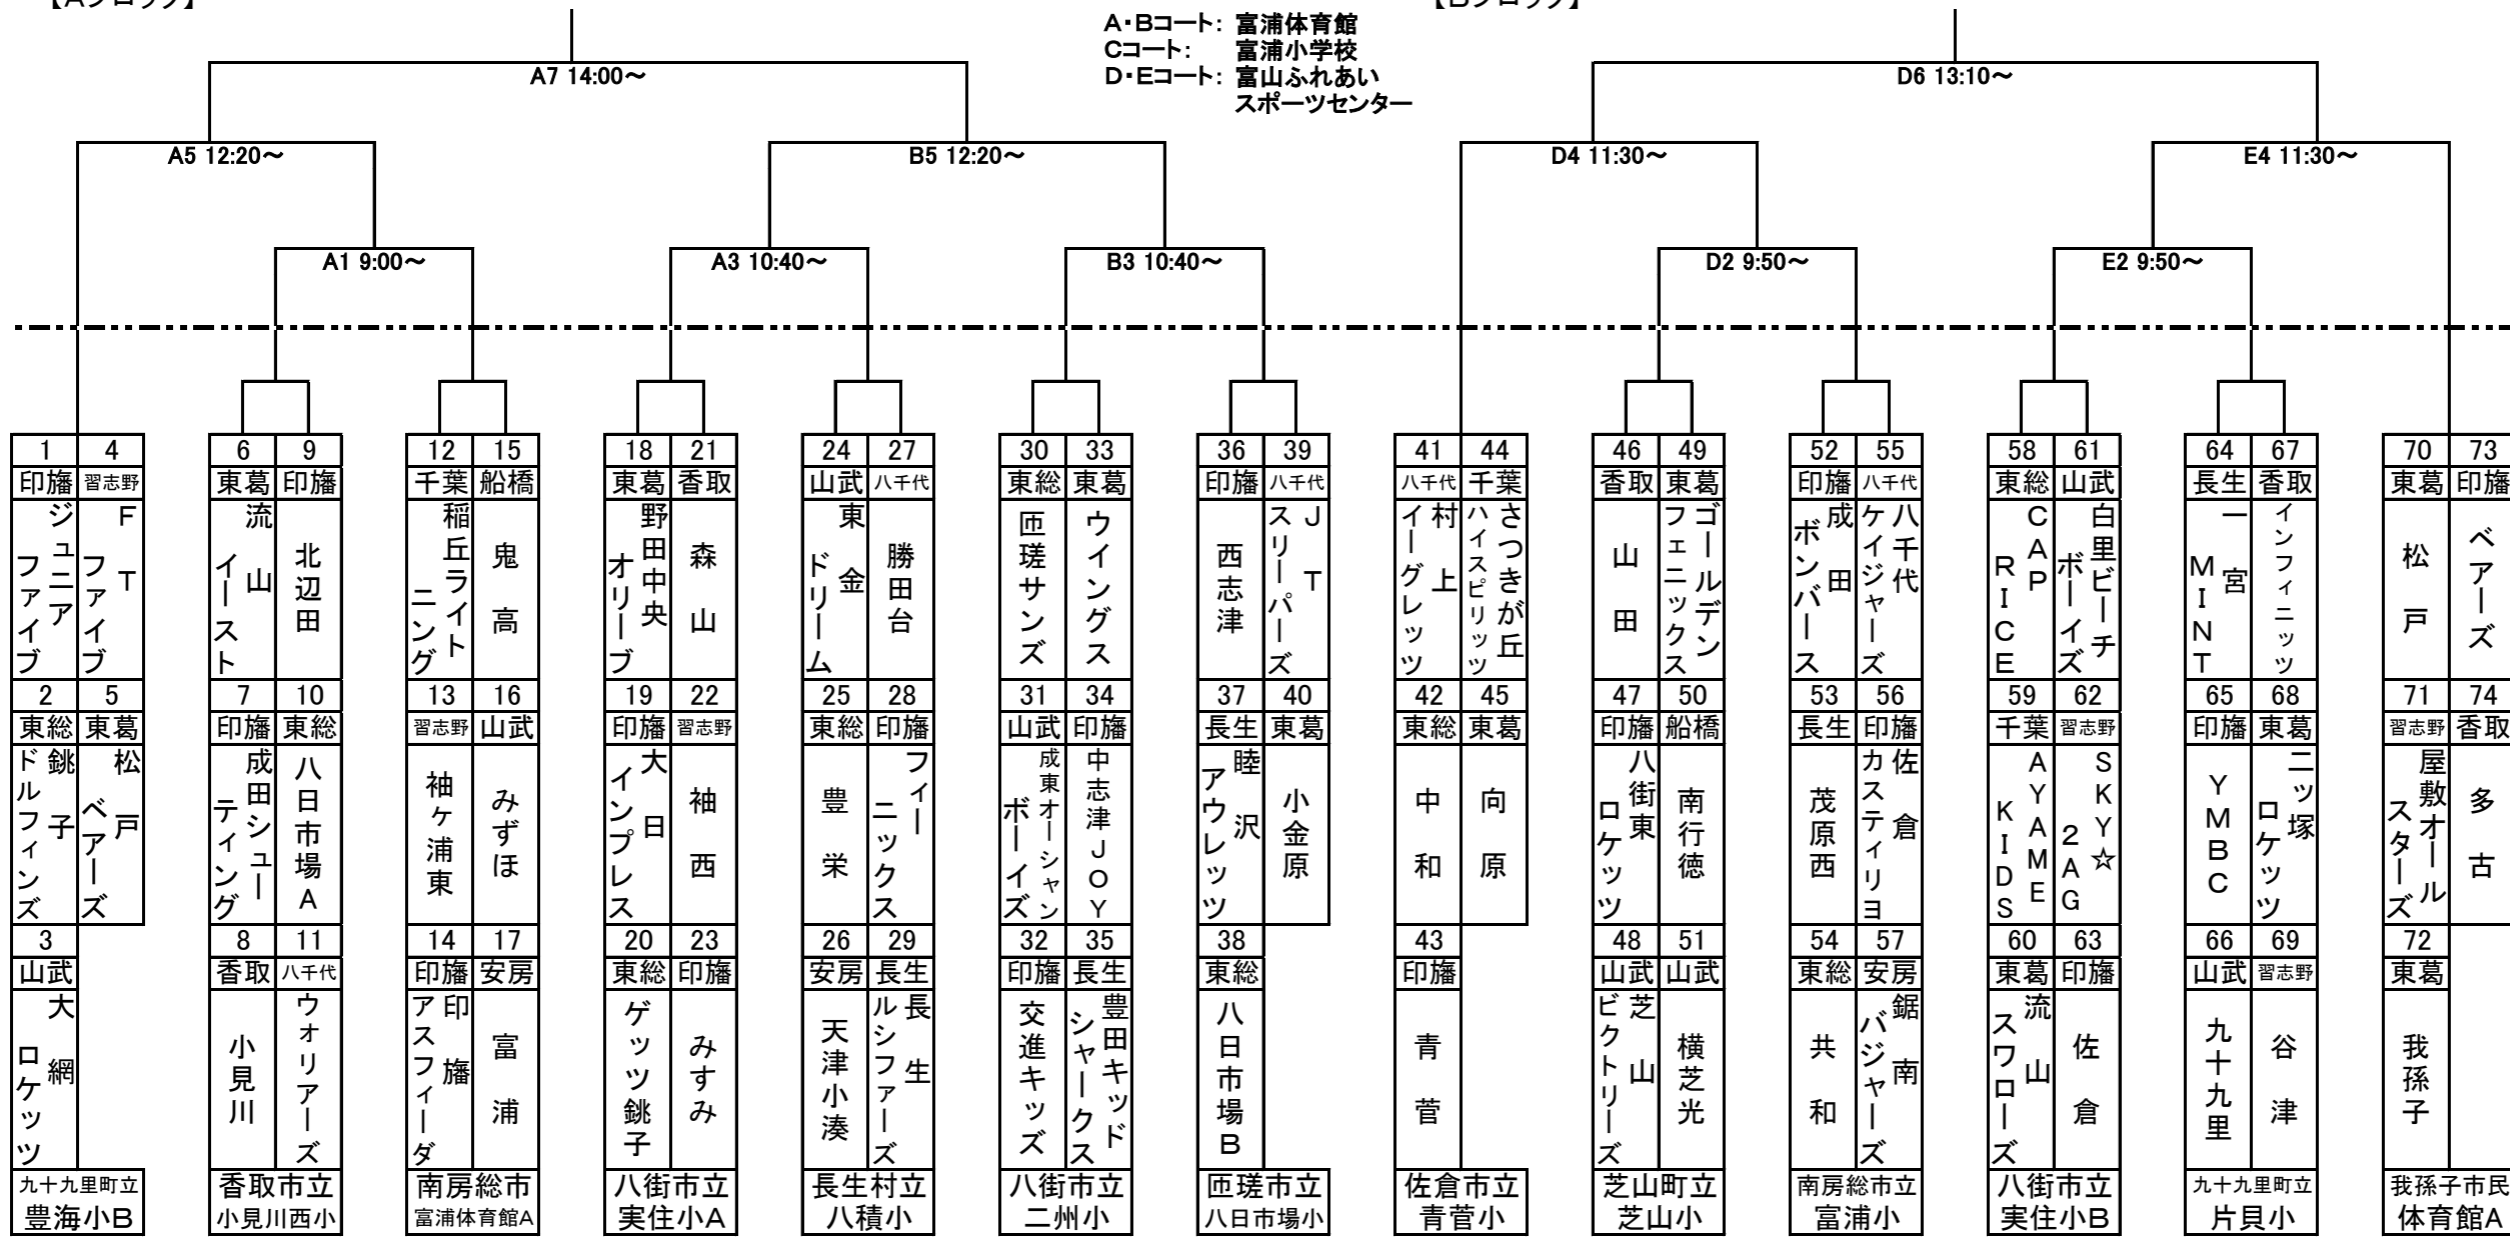 【Aブロック】
【Bブロック】
A・Bコート： 富浦体育館
Cコート： 富浦小学校
D・Eコート： 富山ふれあい
スポーツセンター
A7 14:00～
D6 13:10～
A5 12:20～
B5 12:20～
D4 11:30～
E4 11:30～
A1 9:00～
A3 10:40～
B3 10:40～
D2 9:50～
E2 9:50～
1 4
印旛 習志野
ジュニアファイブ
FTファイブ
2 5
東総 東葛
銚子ドルフィンズ
松戸ベアーズ
3
山武
大網ロケッツ
九十九里町立
豊海小B
6 9
東葛 印旛
流山イースト
北辺田
7 10
印旛 東総
成田シューティング
八日市場A
8 11
香取 八千代
小見川
ウォリアーズ
香取市立
小見川西小
12 15
千葉 船橋
稲丘ライトニング
鬼高
13 16
習志野 山武
袖ヶ浦東
みずほ
14 17
印旛 安房
印旛アスフィーダ
富浦
南房総市
富浦体育館A
18 21
東葛 香取
野田中央オリーブ
森山
19 22
印旛 習志野
大日インプレス
袖西
20 23
東総 印旛
ゲッツ銚子
みすみ
八街市立
実住小A
24 27
山武 八千代
東金ドリーム
勝田台
25 28
東総 印旛
豊栄
フィーニックス
26 29
安房 長生
天津小湊
長生ルシファーズ
長生村立
八積小
30 33
東総 東葛
匝瑳サンズ
ウイングス
31 34
山武 印旛
成東オーシャンボーイズ
中志津JOY
32 35
印旛 長生
交進キッズ
豊田キッドシャークス
八街市立
二州小
36 39
印旛 八千代
西志津
JTスリーパーズ
37 40
長生 東葛
睦沢アウレッツ
小金原
38
東総
八日市場B
匝瑳市立
八日市場小
41 44
八千代 千葉
村上イーグレッツ
さつきが丘ハイスピリッツ
42 45
東総 東葛
中和
向原
43
印旛
青菅
佐倉市立
青菅小
46 49
香取 東葛
山田
ゴールデンフェニックス
47 50
印旛 船橋
八街東ロケッツ
南行徳
48 51
山武 山武
芝山ビクトリーズ
横芝光
芝山町立
芝山小
52 55
印旛 八千代
成田ボンバース
八千代ケイジャーズ
53 56
長生 印旛
茂原西
佐倉カスティリヨ
54 57
東総 安房
共和
鋸南バジャーズ
南房総市立
富浦小
58 61
東総 山武
CAPRICE
白里ビーチボーイズ
59 62
千葉 習志野
AYAMEKIDS
SKY☆2AG
60 63
東葛 印旛
流山スワローズ
佐倉
八街市立
実住小B
64 67
長生 香取
一宮MINT
インフィニッツ
65 68
印旛 東葛
YMBC
二ッ塚ロケッツ
66 69
山武 習志野
九十九里
谷津
九十九里町立
片貝小
70 73
東葛 印旛
松戸
ベアーズ
71 74
習志野 香取
屋敷オールスターズ
多古
72
東葛
我孫子
我孫子市民
体育館A